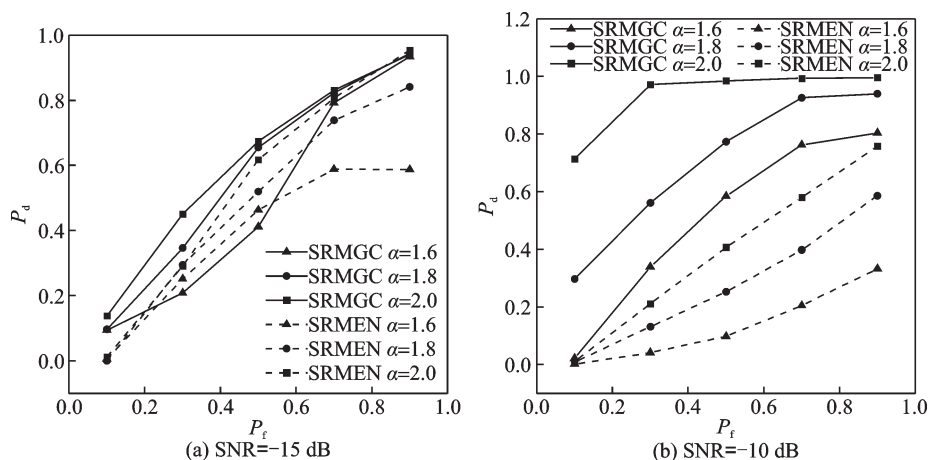 1.0
0.8
0.6
0.4
0.2
0.0
P_d
SRMGC α=1.6
SRMGC α=1.8
SRMGC α=2.0
SRMEN α=1.6
SRMEN α=1.8
SRMEN α=2.0
0.0 0.2 0.4 0.6 0.8 1.0
P_f
(a) SNR=−15 dB
1.2
1.0
0.8
0.6
0.4
0.2
0.0
P_d
SRMGC α=1.6 SRMEN α=1.6
SRMGC α=1.8 SRMEN α=1.8
SRMGC α=2.0 SRMEN α=2.0
0.0 0.2 0.4 0.6 0.8 1.0
P_f
(b) SNR=−10 dB